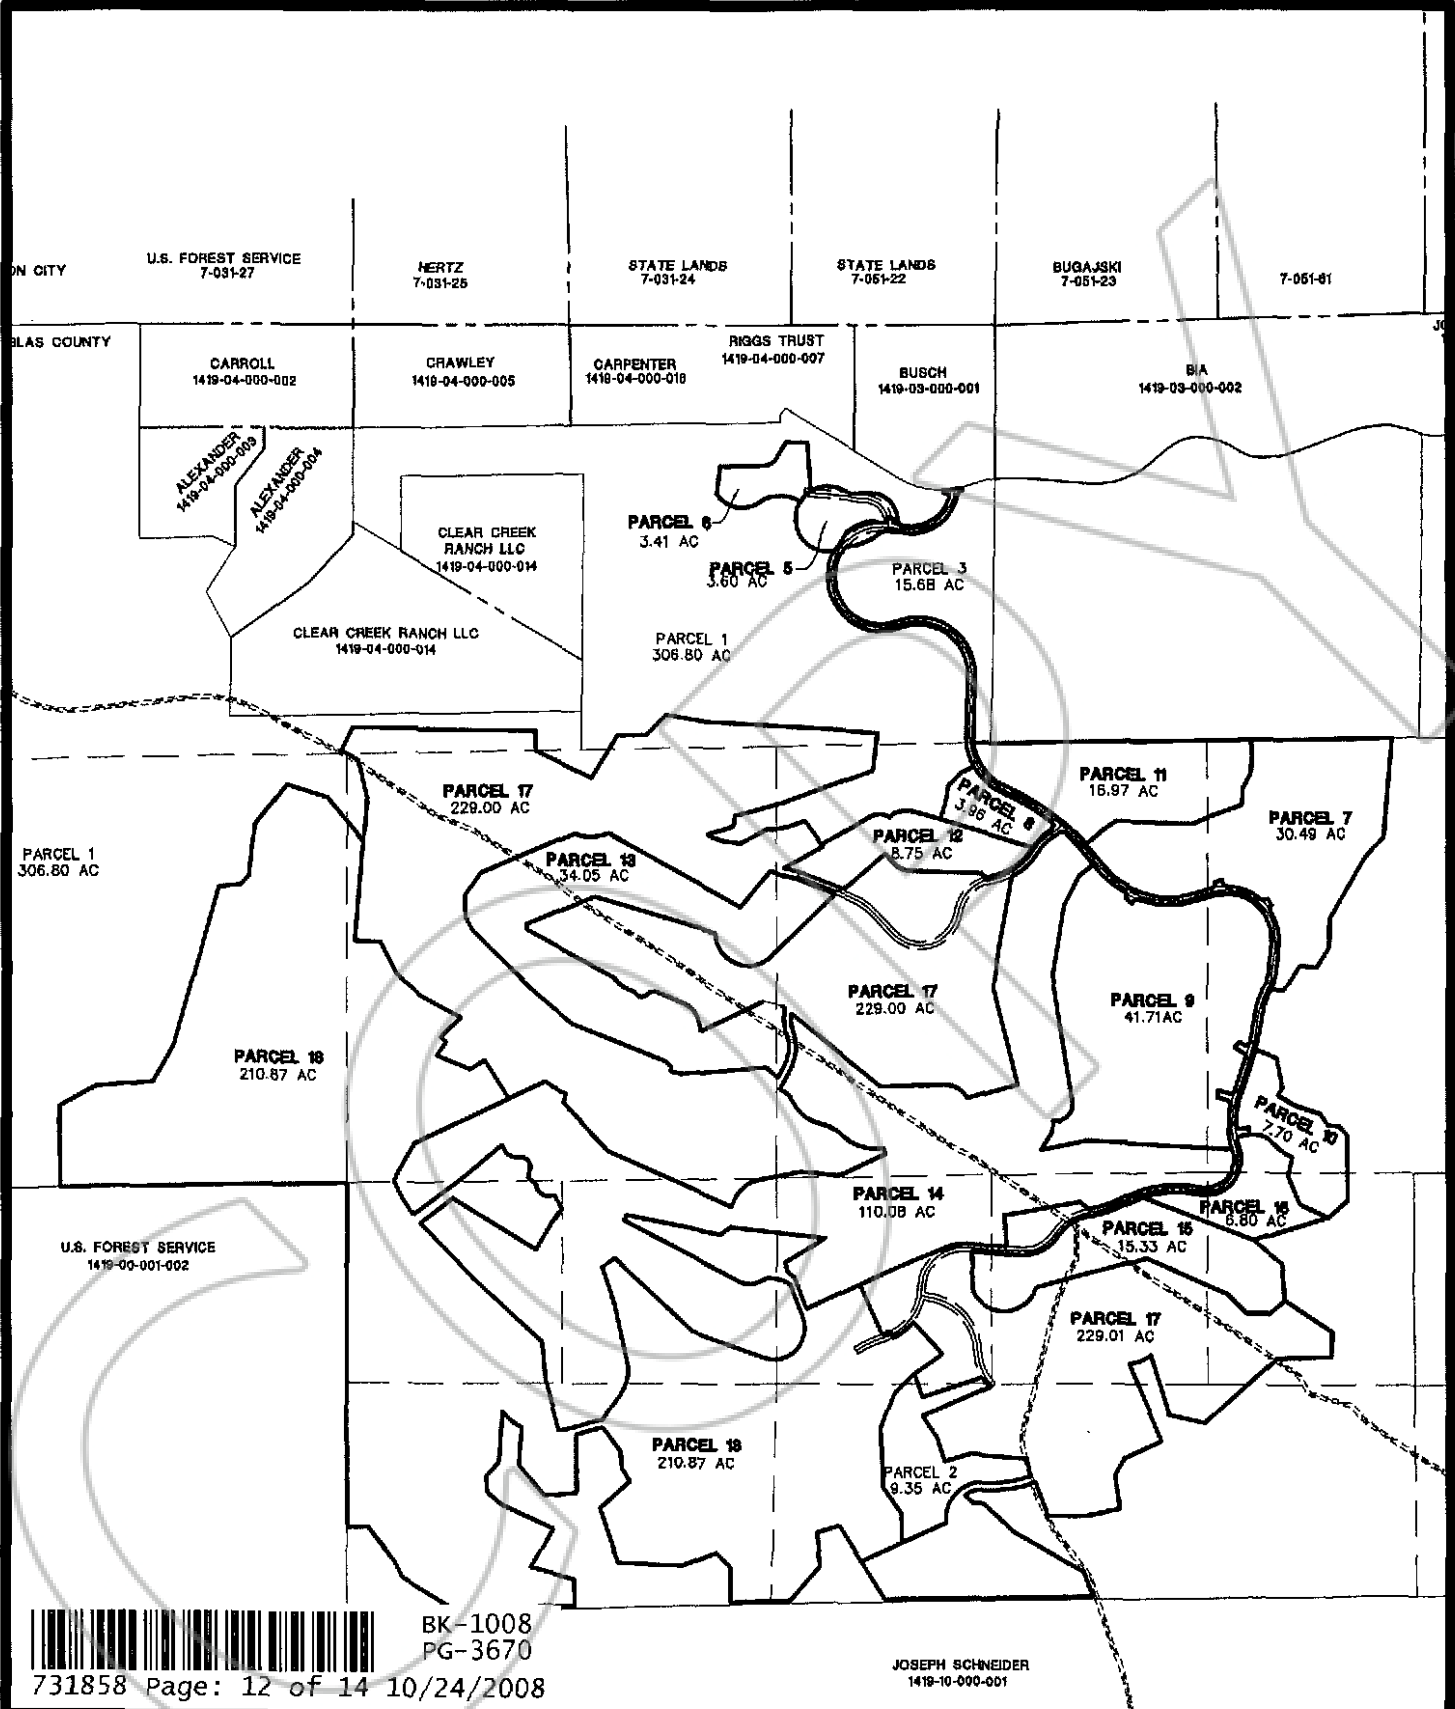 ON CITY
U.S. FOREST SERVICE
7-031-27
HERTZ
7-031-25
STATE LANDS
7-031-24
STATE LANDS
7-051-22
BUGAJSKI
7-051-23
7-051-61
LAS COUNTY
CARROLL
1419-04-000-002
CRAWLEY
1419-04-000-005
CARPENTER
1419-04-000-016
RIGGS TRUST
1419-04-000-007
BUSCH
1419-03-000-001
BIA
1419-03-000-002
ALEXANDER
1419-04-000-003
ALEXANDER
1419-04-000-004
CLEAR CREEK
RANCH LLC
1419-04-000-014
CLEAR CREEK RANCH LLC
1419-04-000-014
PARCEL 6
3.41 AC
PARCEL 5
3.60 AC
PARCEL 3
15.68 AC
PARCEL 1
306.80 AC
PARCEL 17
229.00 AC
PARCEL 8
3.96 AC
PARCEL 11
16.97 AC
PARCEL 7
30.49 AC
PARCEL 12
8.75 AC
PARCEL 1
306.80 AC
PARCEL 13
34.05 AC
PARCEL 17
229.00 AC
PARCEL 9
41.71AC
PARCEL 18
210.87 AC
PARCEL 10
7.70 AC
PARCEL 14
110.08 AC
PARCEL 16
6.80 AC
PARCEL 15
15.33 AC
U.S. FOREST SERVICE
1419-00-001-002
PARCEL 17
229.01 AC
PARCEL 18
210.87 AC
PARCEL 2
9.35 AC
BK-1008
PG-3670
731858 Page: 12 of 14 10/24/2008
JOSEPH SCHNEIDER
1419-10-000-001
COPY